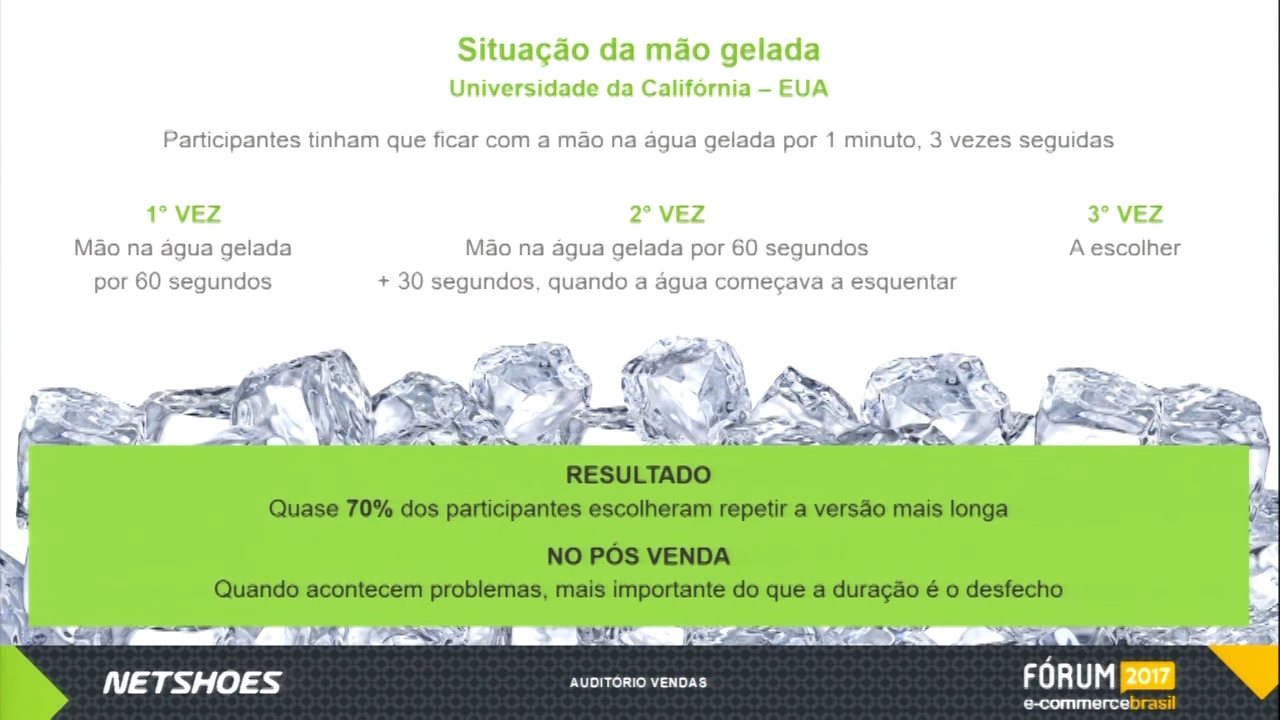 Situação da mão gelada
Universidade da Califórnia – EUA
Participantes tinham que ficar com a mão na água gelada por 1 minuto, 3 vezes seguidas
1° VEZ
Mão na água gelada
por 60 segundos
2° VEZ
Mão na água gelada por 60 segundos
+ 30 segundos, quando a água começava a esquentar
3° VEZ
A escolher
RESULTADO
Quase 70% dos participantes escolheram repetir a versão mais longa
NO PÓS VENDA
Quando acontecem problemas, mais importante do que a duração é o desfecho
NETSHOES
AUDITÓRIO VENDAS
FÓRUM 2017
e-commercebrasil